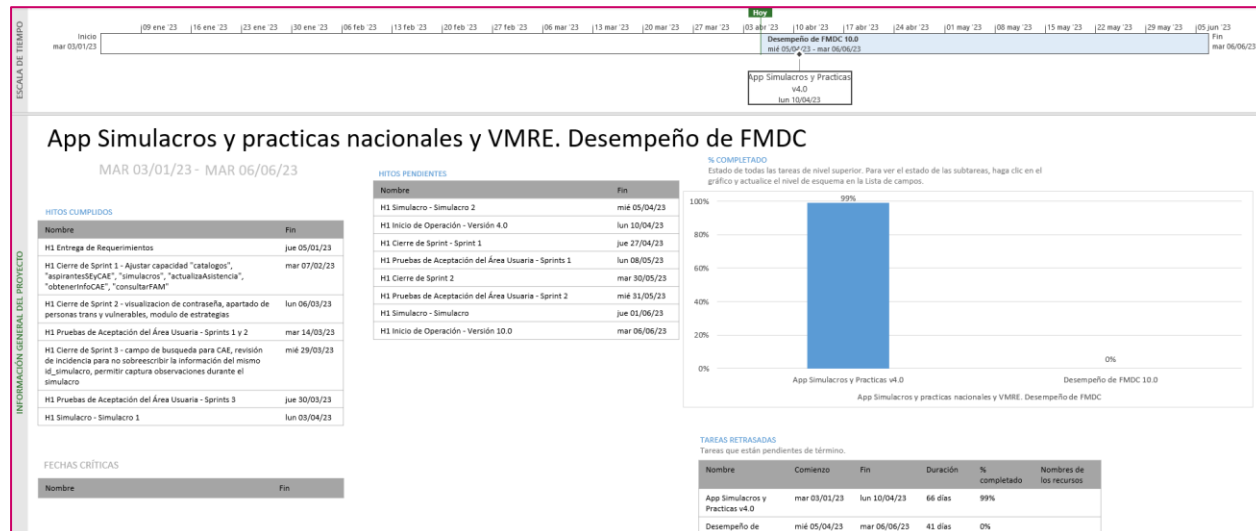 ESCALA DE TIEMPO
Hoy
09 ene '23 16 ene '23 23 ene '23 30 ene '23 06 feb '23 13 feb '23 20 feb '23 27 feb '23 06 mar '23 13 mar '23 20 mar '23 27 mar '23 03 abr '23 10 abr '23 17 abr '23 24 abr '23 01 may '23 08 may '23 15 may '23 22 may '23 29 may '23 05 jun '23
Inicio
mar 03/01/23
Desempeño de FMDC 10.0
mié 05/04/23 - mar 06/06/23
Fin
mar 06/06/23
App Simulacros y Practicas
v4.0
lun 10/04/23
INFORMACIÓN GENERAL DEL PROYECTO
App Simulacros y practicas nacionales y VMRE. Desempeño de FMDC
MAR 03/01/23 - MAR 06/06/23
HITOS CUMPLIDOS
Nombre Fin
H1 Entrega de Requerimientos jue 05/01/23
H1 Cierre de Sprint 1 - Ajustar capacidad "catalogos", mar 07/02/23
"aspirantesSEyCAE", "simulacros", "actualizaAsistencia",
"obtenerInfoCAE", "consultarFAM"
H1 Cierre de Sprint 2 - visualizacion de contraseña, apartado de lun 06/03/23
personas trans y vulnerables, modulo de estrategias
H1 Pruebas de Aceptación del Área Usuaria - Sprints 1 y 2 mar 14/03/23
H1 Cierre de Sprint 3 - campo de busqueda para CAE, revisión mié 29/03/23
de incidencia para no sobreescribir la información del mismo
id_simulacro, permitir captura observaciones durante el
simulacro
H1 Pruebas de Aceptación del Área Usuaria - Sprints 3 jue 30/03/23
H1 Simulacro - Simulacro 1 lun 03/04/23
FECHAS CRÍTICAS
Nombre Fin
HITOS PENDIENTES
Nombre Fin
H1 Simulacro - Simulacro 2 mié 05/04/23
H1 Inicio de Operación - Versión 4.0 lun 10/04/23
H1 Cierre de Sprint - Sprint 1 jue 27/04/23
H1 Pruebas de Aceptación del Área Usuaria - Sprints 1 lun 08/05/23
H1 Cierre de Sprint 2 mar 30/05/23
H1 Pruebas de Aceptación del Área Usuaria - Sprint 2 mié 31/05/23
H1 Simulacro - Simulacro jue 01/06/23
H1 Inicio de Operación - Versión 10.0 mar 06/06/23
% COMPLETADO
Estado de todas las tareas de nivel superior. Para ver el estado de las subtareas, haga clic en el
gráfico y actualice el nivel de esquema en la Lista de campos.
100%
80%
60%
40%
20%
0%
99%
0%
App Simulacros y Practicas v4.0 Desempeño de FMDC 10.0
App Simulacros y practicas nacionales y VMRE. Desempeño de FMDC
TAREAS RETRASADAS
Tareas que están pendientes de término.
Nombre Comienzo Fin Duración % completado Nombres de los recursos
App Simulacros y mar 03/01/23 lun 10/04/23 66 días 99%
Practicas v4.0
Desempeño de mié 05/04/23 mar 06/06/23 41 días 0%